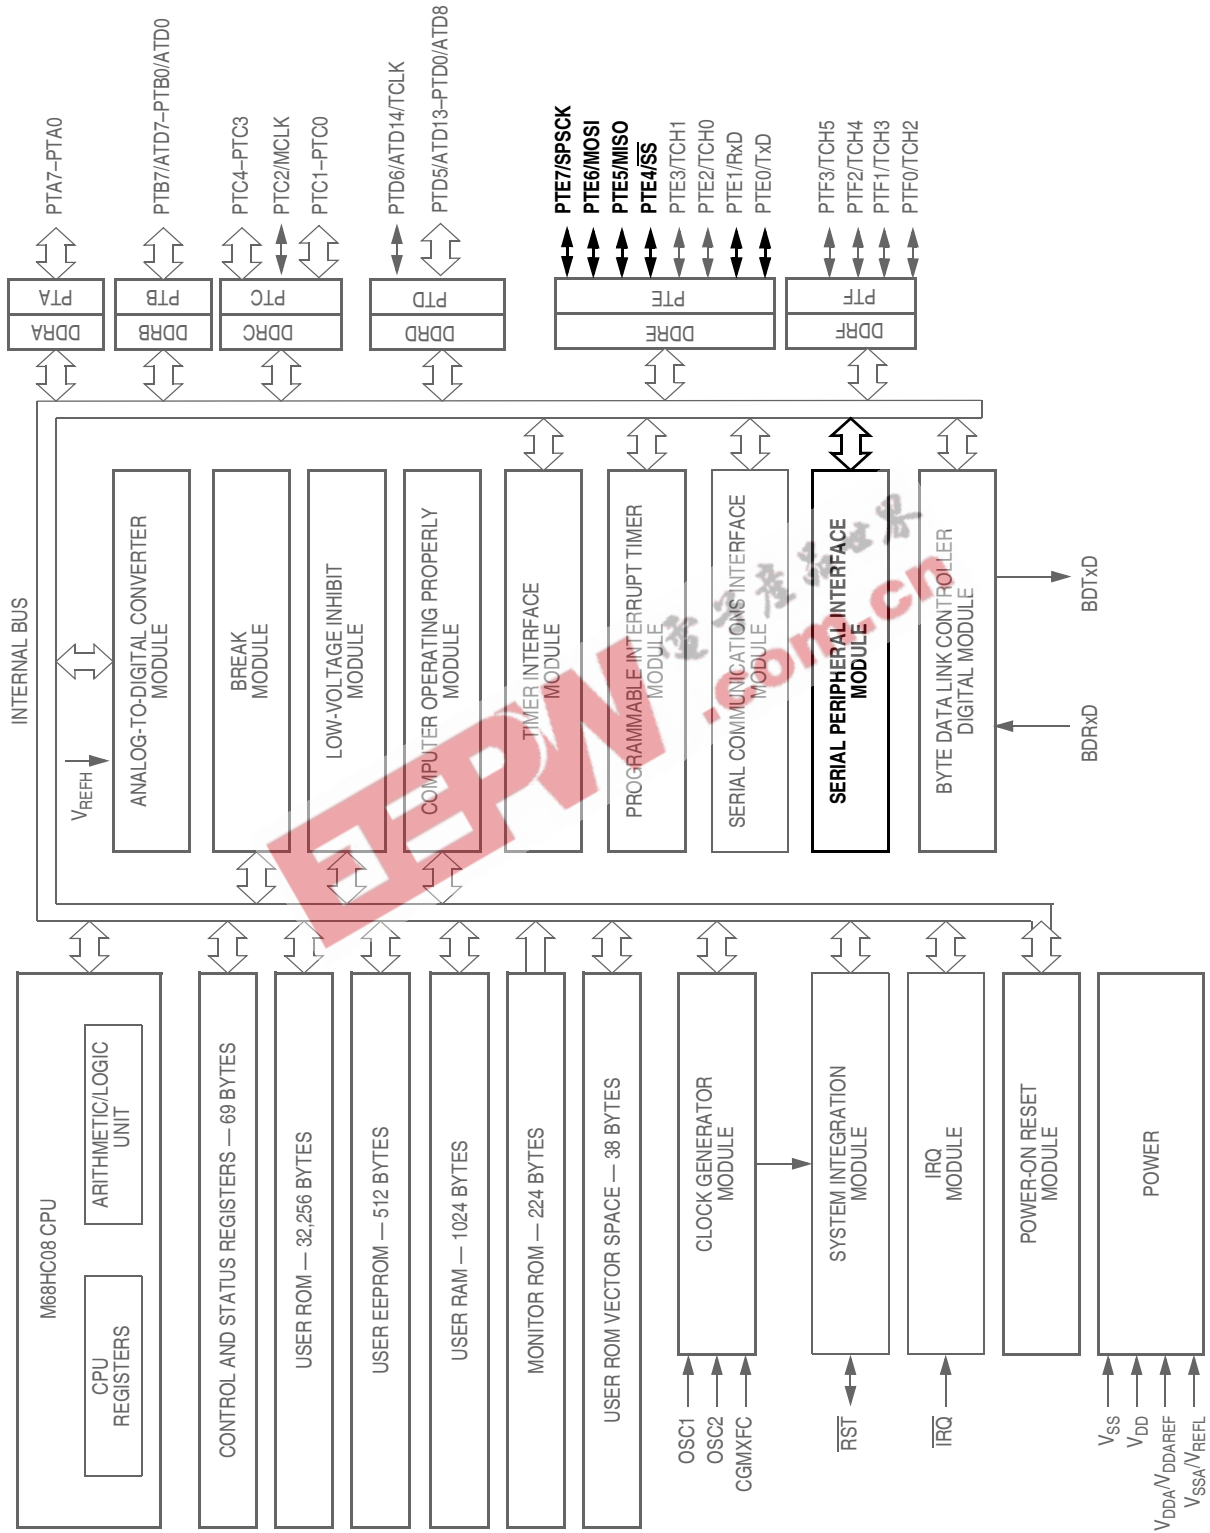 M68HC08 CPU
CPU
REGISTERS
ARITHMETIC/LOGIC
UNIT
CONTROL AND STATUS REGISTERS — 69 BYTES
USER ROM — 32,256 BYTES
USER EEPROM — 512 BYTES
USER RAM — 1024 BYTES
MONITOR ROM — 224 BYTES
USER ROM VECTOR SPACE — 38 BYTES
OSC1
OSC2
CGMXFC
CLOCK GENERATOR
MODULE
RST
SYSTEM INTEGRATION
MODULE
IRQ
IRQ
MODULE
POWER-ON RESET
MODULE
VSS
VDD
VDDA/VDDAREF
VSSA/VREFL
POWER
INTERNAL BUS
VREFH
ANALOG-TO-DIGITAL CONVERTER
MODULE
BREAK
MODULE
LOW-VOLTAGE INHIBIT
MODULE
COMPUTER OPERATING PROPERLY
MODULE
TIMER INTERFACE
MODULE
PROGRAMMABLE INTERRUPT TIMER
MODULE
SERIAL COMMUNICATIONS INTERFACE
MODULE
SERIAL PERIPHERAL INTERFACE
MODULE
BYTE DATA LINK CONTROLLER
DIGITAL MODULE
BDRxD
BDTxD
DDRA
PTA
PTA7–PTA0
DDRB
PTB
PTB7/ATD7–PTB0/ATD0
DDRC
PTC
PTC4–PTC3
PTC2/MCLK
PTC1–PTC0
DDRD
PTD
PTD6/ATD14/TCLK
PTD5/ATD13–PTD0/ATD8
DDRE
PTE
PTE7/SPSCK
PTE6/MOSI
PTE5/MISO
PTE4/SS
PTE3/TCH1
PTE2/TCH0
PTE1/RxD
PTE0/TxD
DDRF
PTF
PTF3/TCH5
PTF2/TCH4
PTF1/TCH3
PTF0/TCH2
EEPW
.com.cn
電子産品世界